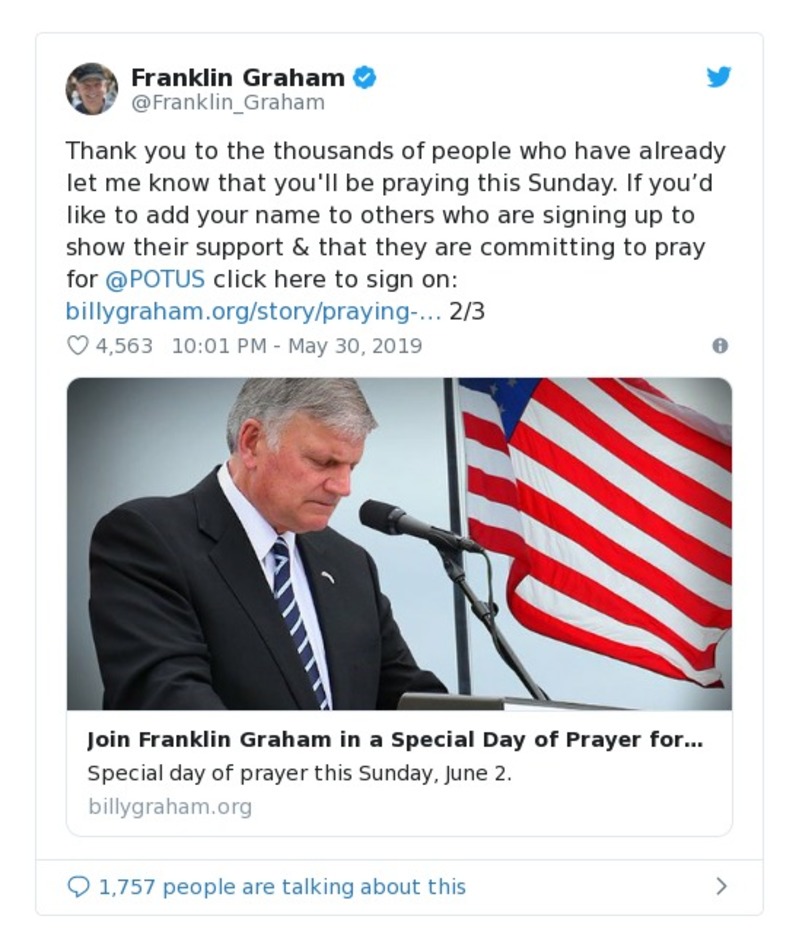 Franklin Graham
@Franklin_Graham
Thank you to the thousands of people who have already
let me know that you'll be praying this Sunday. If you’d
like to add your name to others who are signing up to
show their support & that they are committing to pray
for @POTUS click here to sign on:
billygraham.org/story/praying-… 2/3
4,563 10:01 PM - May 30, 2019
Join Franklin Graham in a Special Day of Prayer for…
Special day of prayer this Sunday, June 2.
billygraham.org
1,757 people are talking about this